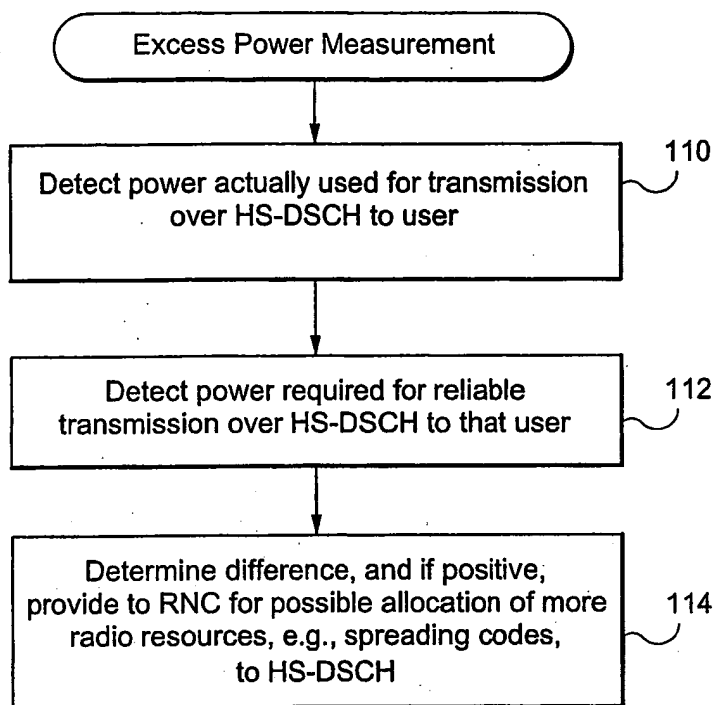 Excess Power Measurement
110
Detect power actually used for transmission
over HS-DSCH to user
112
Detect power required for reliable
transmission over HS-DSCH to that user
114
Determine difference, and if positive,
provide to RNC for possible allocation of more
radio resources, e.g., spreading codes,
to HS-DSCH